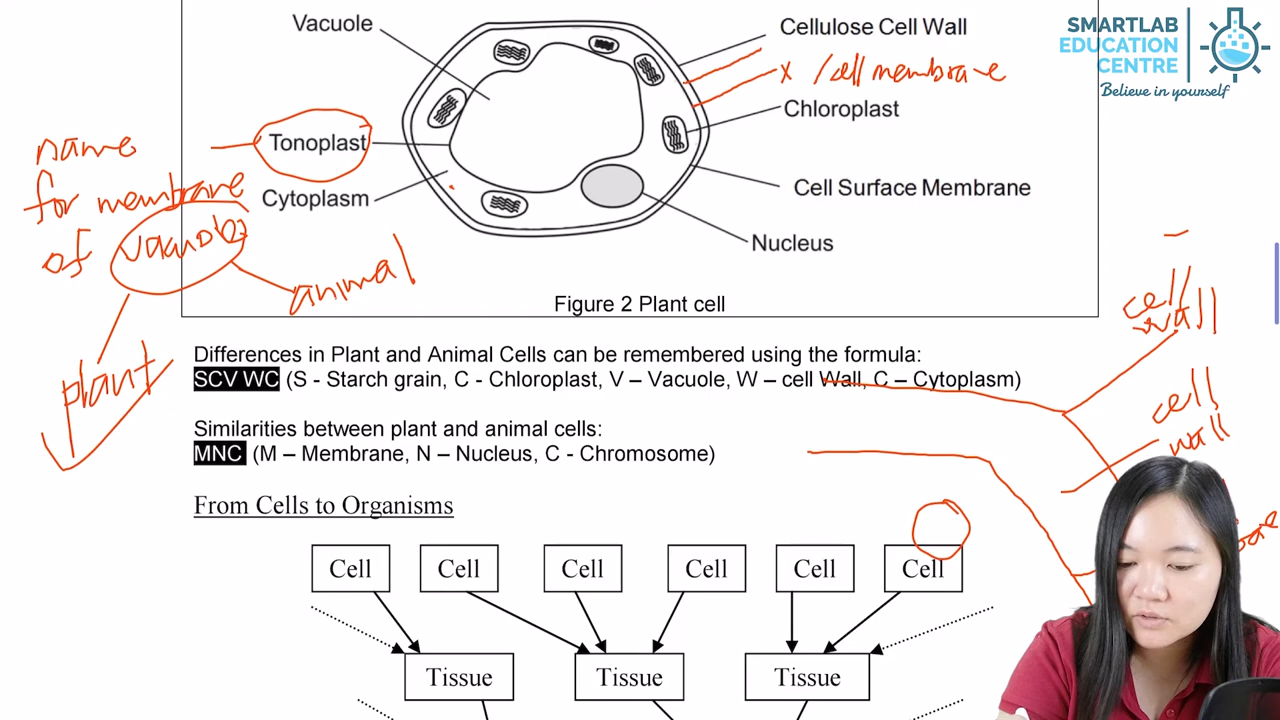 Vacuole
Cellulose Cell Wall
SMARTLAB
EDUCATION
CENTRE
Believe in yourself
x /cell membrane
Chloroplast
name
for membrane
of vacuole
Tonoplast
Cytoplasm
Cell Surface Membrane
Nucleus
animal
plant
Figure 2 Plant cell
cell
wall
Differences in Plant and Animal Cells can be remembered using the formula:
SCV WC (S - Starch grain, C - Chloroplast, V – Vacuole, W – cell Wall, C – Cytoplasm)
cell
wall
Similarities between plant and animal cells:
MNC (M – Membrane, N – Nucleus, C - Chromosome)
From Cells to Organisms
Cell Cell Cell Cell Cell Cell
Tissue Tissue Tissue